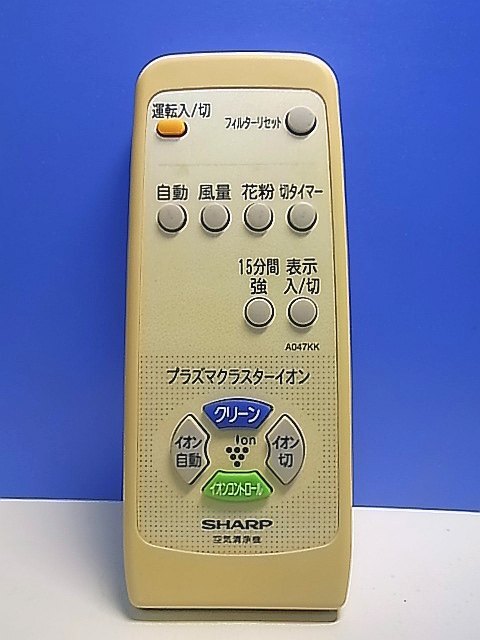 運転入/切
フィルターリセット
自動 風量 花粉 切タイマー
15分間 表示
強 入/切
A047KK
プラズマクラスターイオン
クリーン
イオン ion イオン
自動 切
イオンコントロール
SHARP
空気清浄機